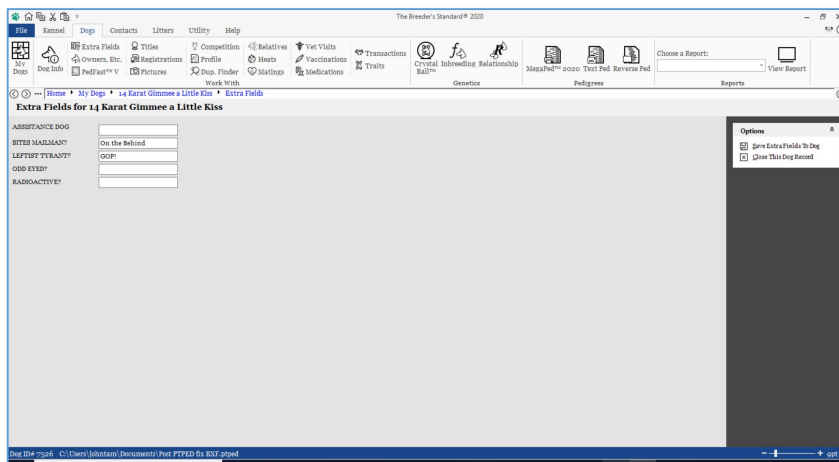 The Breeder's Standard® 2020
File Kennel Dogs Contacts Litters Utility Help
My Dogs
Dog Info
Extra Fields
Owners, Etc.
PedFast™ V
Titles
Registrations
Pictures
Competition
Profile
Dup. Finder
Relatives
Heats
Matings
Vet Visits
Vaccinations
Medications
Work With
Transactions
Traits
Crystal Ball™
Inbreeding
Relationship
Genetics
MegaPed™ 2020
Text Ped
Reverse Ped
Pedigrees
Choose a Report:
View Report
Reports
Home My Dogs 14 Karat Gimmee a Little Kiss Extra Fields
Extra Fields for 14 Karat Gimmee a Little Kiss
ASSISTANCE DOG
BITES MAILMAN? On the Behind
LEFTIST TYRANT? GOP!
ODD EYED?
RADIOACTIVE?
Options
Save Extra Fields To Dog
Close This Dog Record
Dog ID# 7526 C:\Users\johntam\Documents\Post PTPED fix BXF.ptped
9pt